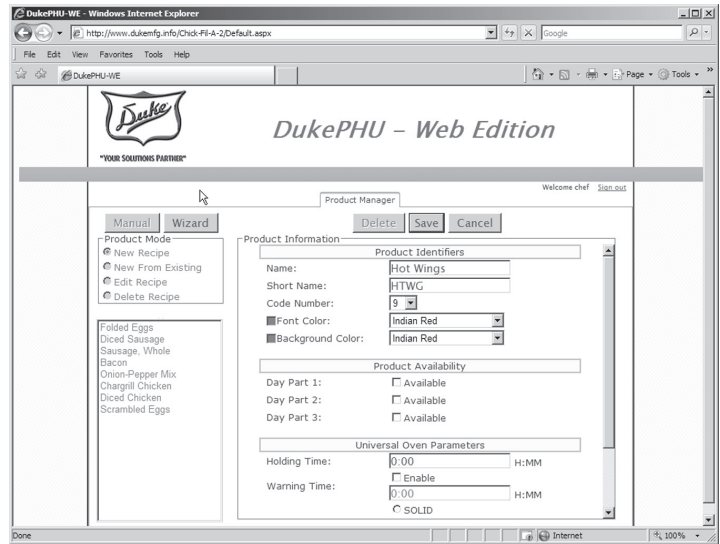 DukePHU-WE - Windows Internet Explorer
http://www.dukemfg.info/Chick-Fil-A-2/Default.aspx
Google
File Edit View Favorites Tools Help
DukePHU-WE
Page Tools
Duke
"YOUR SOLUTIONS PARTNER"
DukePHU – Web Edition
Welcome chef Sign out
Product Manager
Manual Wizard
Delete Save Cancel
Product Mode
New Recipe
New From Existing
Edit Recipe
Delete Recipe
Folded Eggs
Diced Sausage
Sausage, Whole
Bacon
Onion-Pepper Mix
Chargrill Chicken
Diced Chicken
Scrambled Eggs
Product Information
Product Identifiers
Name: Hot Wings
Short Name: HTWG
Code Number: 9
Font Color: Indian Red
Background Color: Indian Red
Product Availability
Day Part 1: Available
Day Part 2: Available
Day Part 3: Available
Universal Oven Parameters
Holding Time: 0:00 H:MM
Enable
Warning Time: 0:00 H:MM
SOLID
Done
Internet
100%